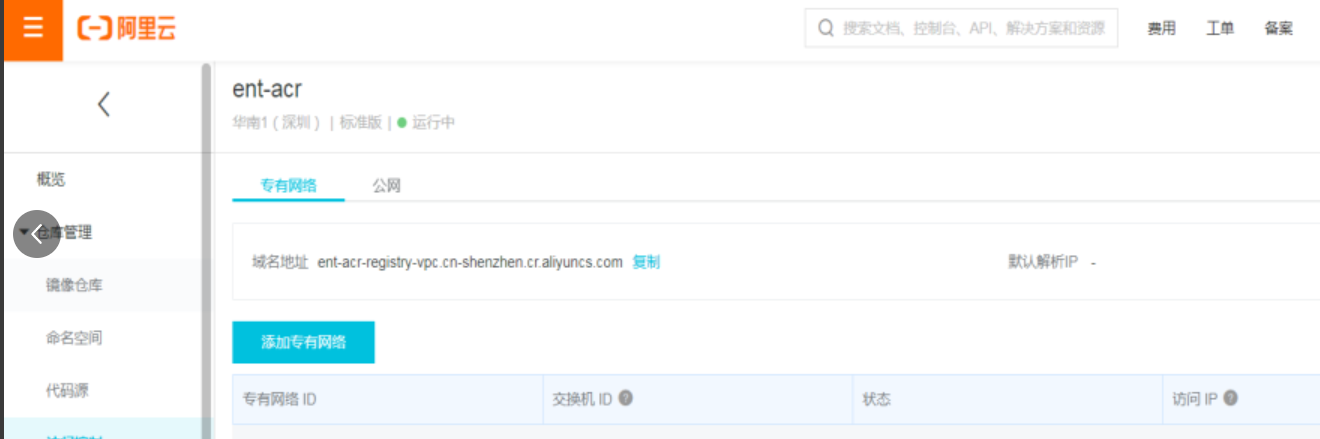 阿里云
搜索文档、控制台、API、解决方案和资源
费用
工单
备案
ent-acr
华南1（深圳） | 标准版 | 运行中
概览
仓库管理
镜像仓库
命名空间
代码源
专有网络
公网
域名地址 ent-acr-registry-vpc.cn-shenzhen.cr.aliyuncs.com 复制
默认解析IP -
添加专有网络
专有网络 ID
交换机 ID
状态
访问 IP